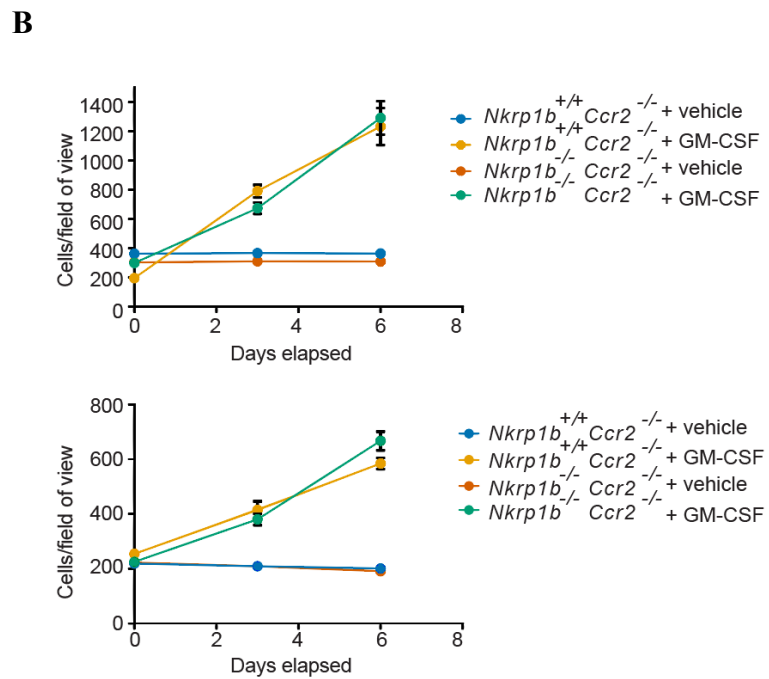 B
1400
1200
1000
800
600
400
200
0
Cells/field of view
0 2 4 6 8
Days elapsed
Nkrp1b+/+ Ccr2 -/- + vehicle
Nkrp1b+/+ Ccr2 -/- + GM-CSF
Nkrp1b-/- Ccr2 -/- + vehicle
Nkrp1b-/- Ccr2 -/- + GM-CSF
800
600
400
200
0
Cells/field of view
0 2 4 6 8
Days elapsed
Nkrp1b+/+ Ccr2 -/- + vehicle
Nkrp1b+/+ Ccr2 -/- + GM-CSF
Nkrp1b-/- Ccr2 -/- + vehicle
Nkrp1b-/- Ccr2 -/- + GM-CSF